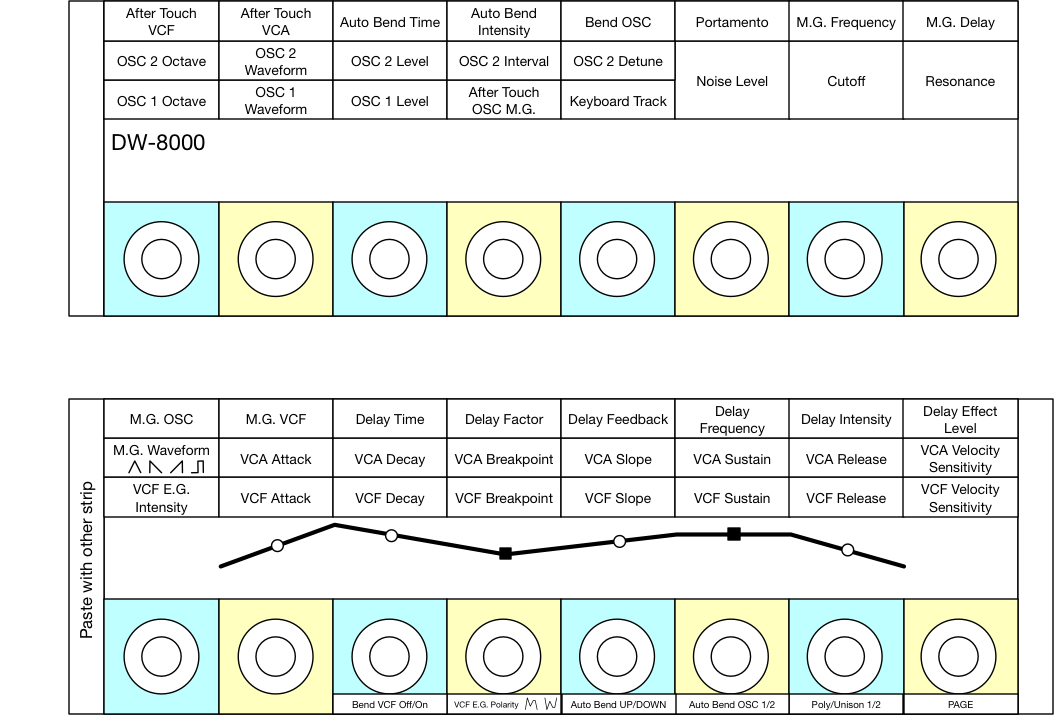 After Touch
VCF
After Touch
VCA
Auto Bend Time
Auto Bend
Intensity
Bend OSC
Portamento
M.G. Frequency
M.G. Delay
OSC 2 Octave
OSC 2
Waveform
OSC 2 Level
OSC 2 Interval
OSC 2 Detune
Noise Level
Cutoff
Resonance
OSC 1 Octave
OSC 1
Waveform
OSC 1 Level
After Touch
OSC M.G.
Keyboard Track
DW-8000
Paste with other strip
M.G. OSC
M.G. VCF
Delay Time
Delay Factor
Delay Feedback
Delay
Frequency
Delay Intensity
Delay Effect
Level
M.G. Waveform
VCA Attack
VCA Decay
VCA Breakpoint
VCA Slope
VCA Sustain
VCA Release
VCA Velocity
Sensitivity
VCF E.G.
Intensity
VCF Attack
VCF Decay
VCF Breakpoint
VCF Slope
VCF Sustain
VCF Release
VCF Velocity
Sensitivity
Bend VCF Off/On
VCF E.G. Polarity
Auto Bend UP/DOWN
Auto Bend OSC 1/2
Poly/Unison 1/2
PAGE